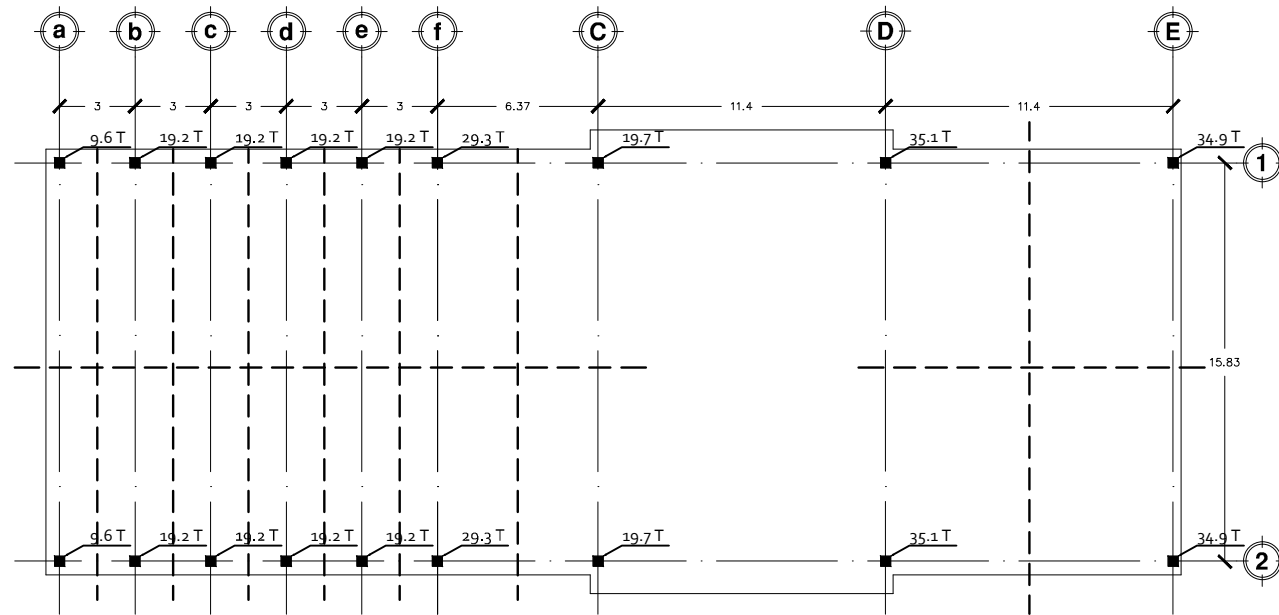 a b c d e f C D E
3 3 3 3 3 6.37 11.4 11.4
9.6 T 19.2 T 19.2 T 19.2 T 19.2 T 29.3 T 19.7 T 35.1 T 34.9 T
1
15.83
9.6 T 19.2 T 19.2 T 19.2 T 19.2 T 29.3 T 19.7 T 35.1 T 34.9 T
2